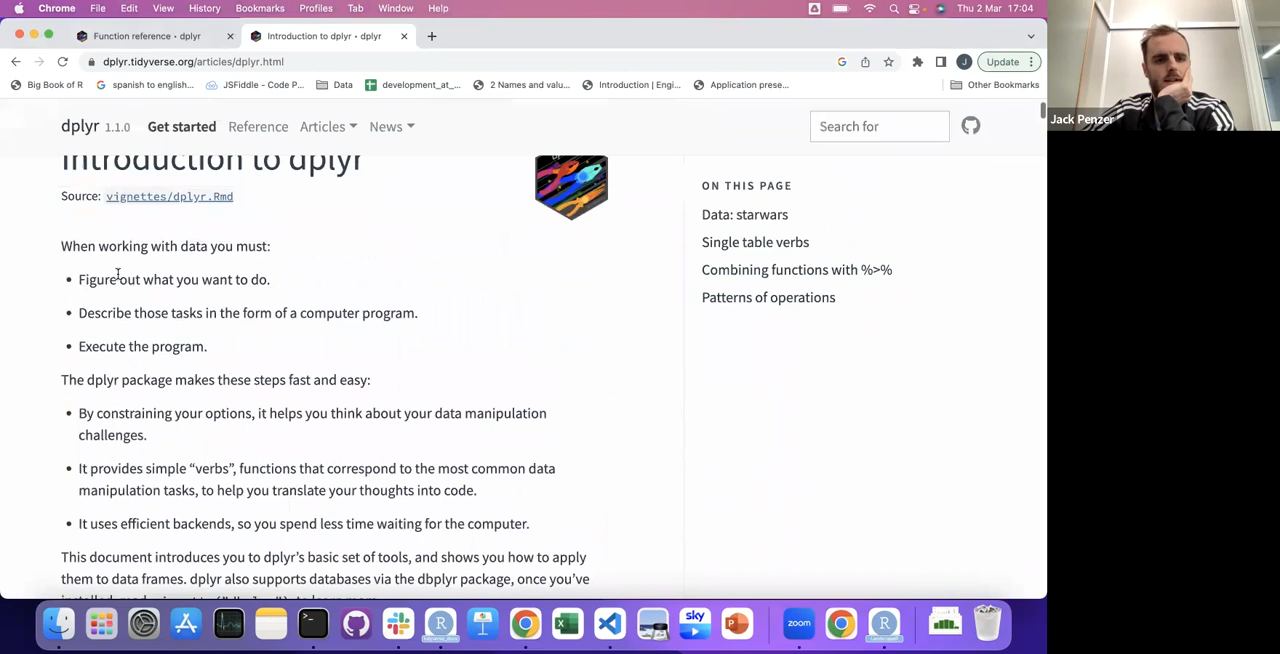 Chrome File Edit View History Bookmarks Profiles Tab Window Help Thu 2 Mar 17:04
Function reference • dplyr
Introduction to dplyr • dplyr
dplyr.tidyverse.org/articles/dplyr.html
Update
Big Book of R
spanish to english...
JSFiddle - Code P...
Data
development_at_...
2 Names and valu...
Introduction | Engi...
Application prese...
Other Bookmarks
dplyr 1.1.0 Get started Reference Articles News
Search for
Introduction to dplyr
Source: vignettes/dplyr.Rmd
When working with data you must:
• Figure out what you want to do.
• Describe those tasks in the form of a computer program.
• Execute the program.
The dplyr package makes these steps fast and easy:
• By constraining your options, it helps you think about your data manipulation
challenges.
• It provides simple “verbs”, functions that correspond to the most common data
manipulation tasks, to help you translate your thoughts into code.
• It uses efficient backends, so you spend less time waiting for the computer.
This document introduces you to dplyr’s basic set of tools, and shows you how to apply
them to data frames. dplyr also supports databases via the dbplyr package, once you’ve
ON THIS PAGE
Data: starwars
Single table verbs
Combining functions with %>%
Patterns of operations
Jack Penzer
sky
zoom